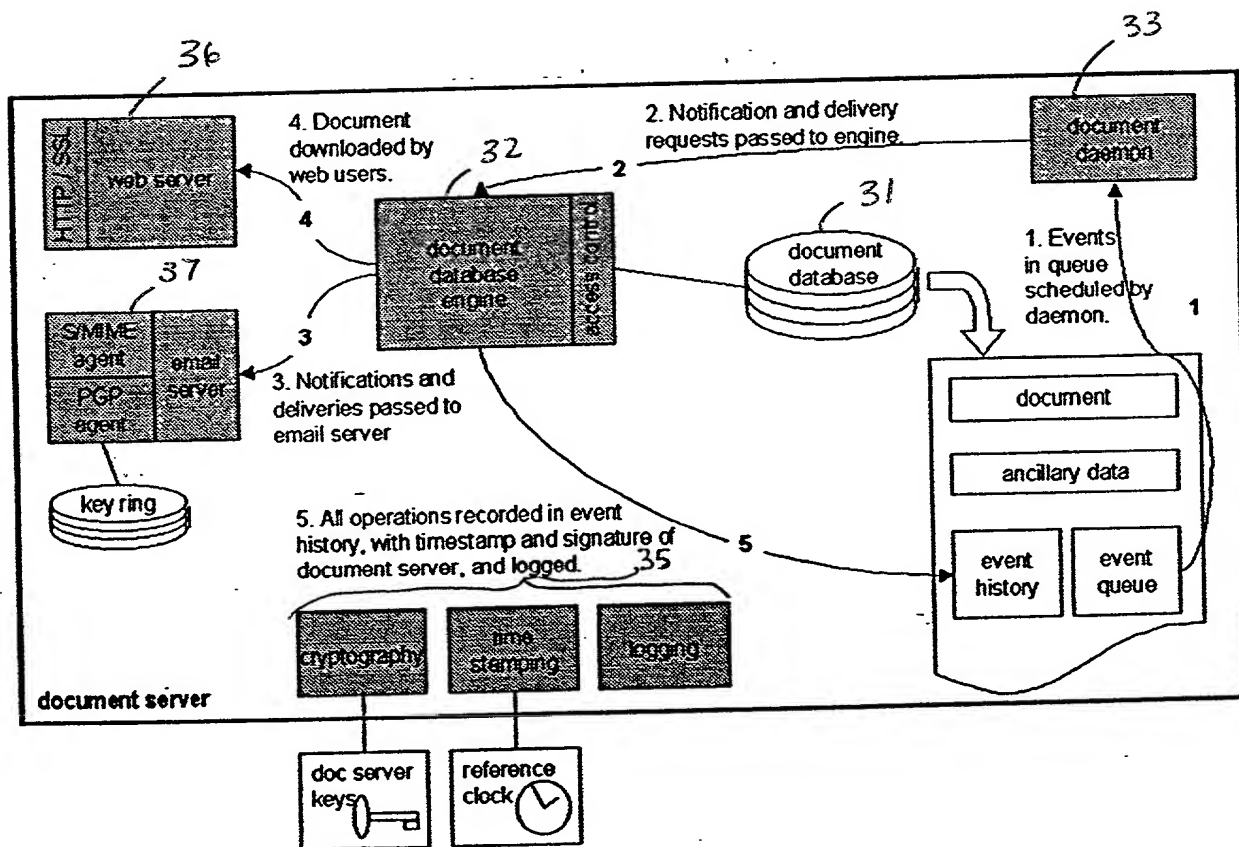 36
33
HTTP / SSL
web server
4. Document
downloaded by
web users.
32
2. Notification and delivery
requests passed to engine.
2
document
daemon
4
document
database
engine
access control
31
document
database
1. Events
in queue
scheduled by
daemon.
1
37
S/MIME
agent
PGP
agent
email
server
3
3. Notifications and
deliveries passed to
email server
key ring
document
ancillary data
event
history
event
queue
5. All operations recorded in event
history, with timestamp and signature of
document server, and logged.
35
5
cryptography
time
stamping
logging
document server
doc server
keys
reference
clock